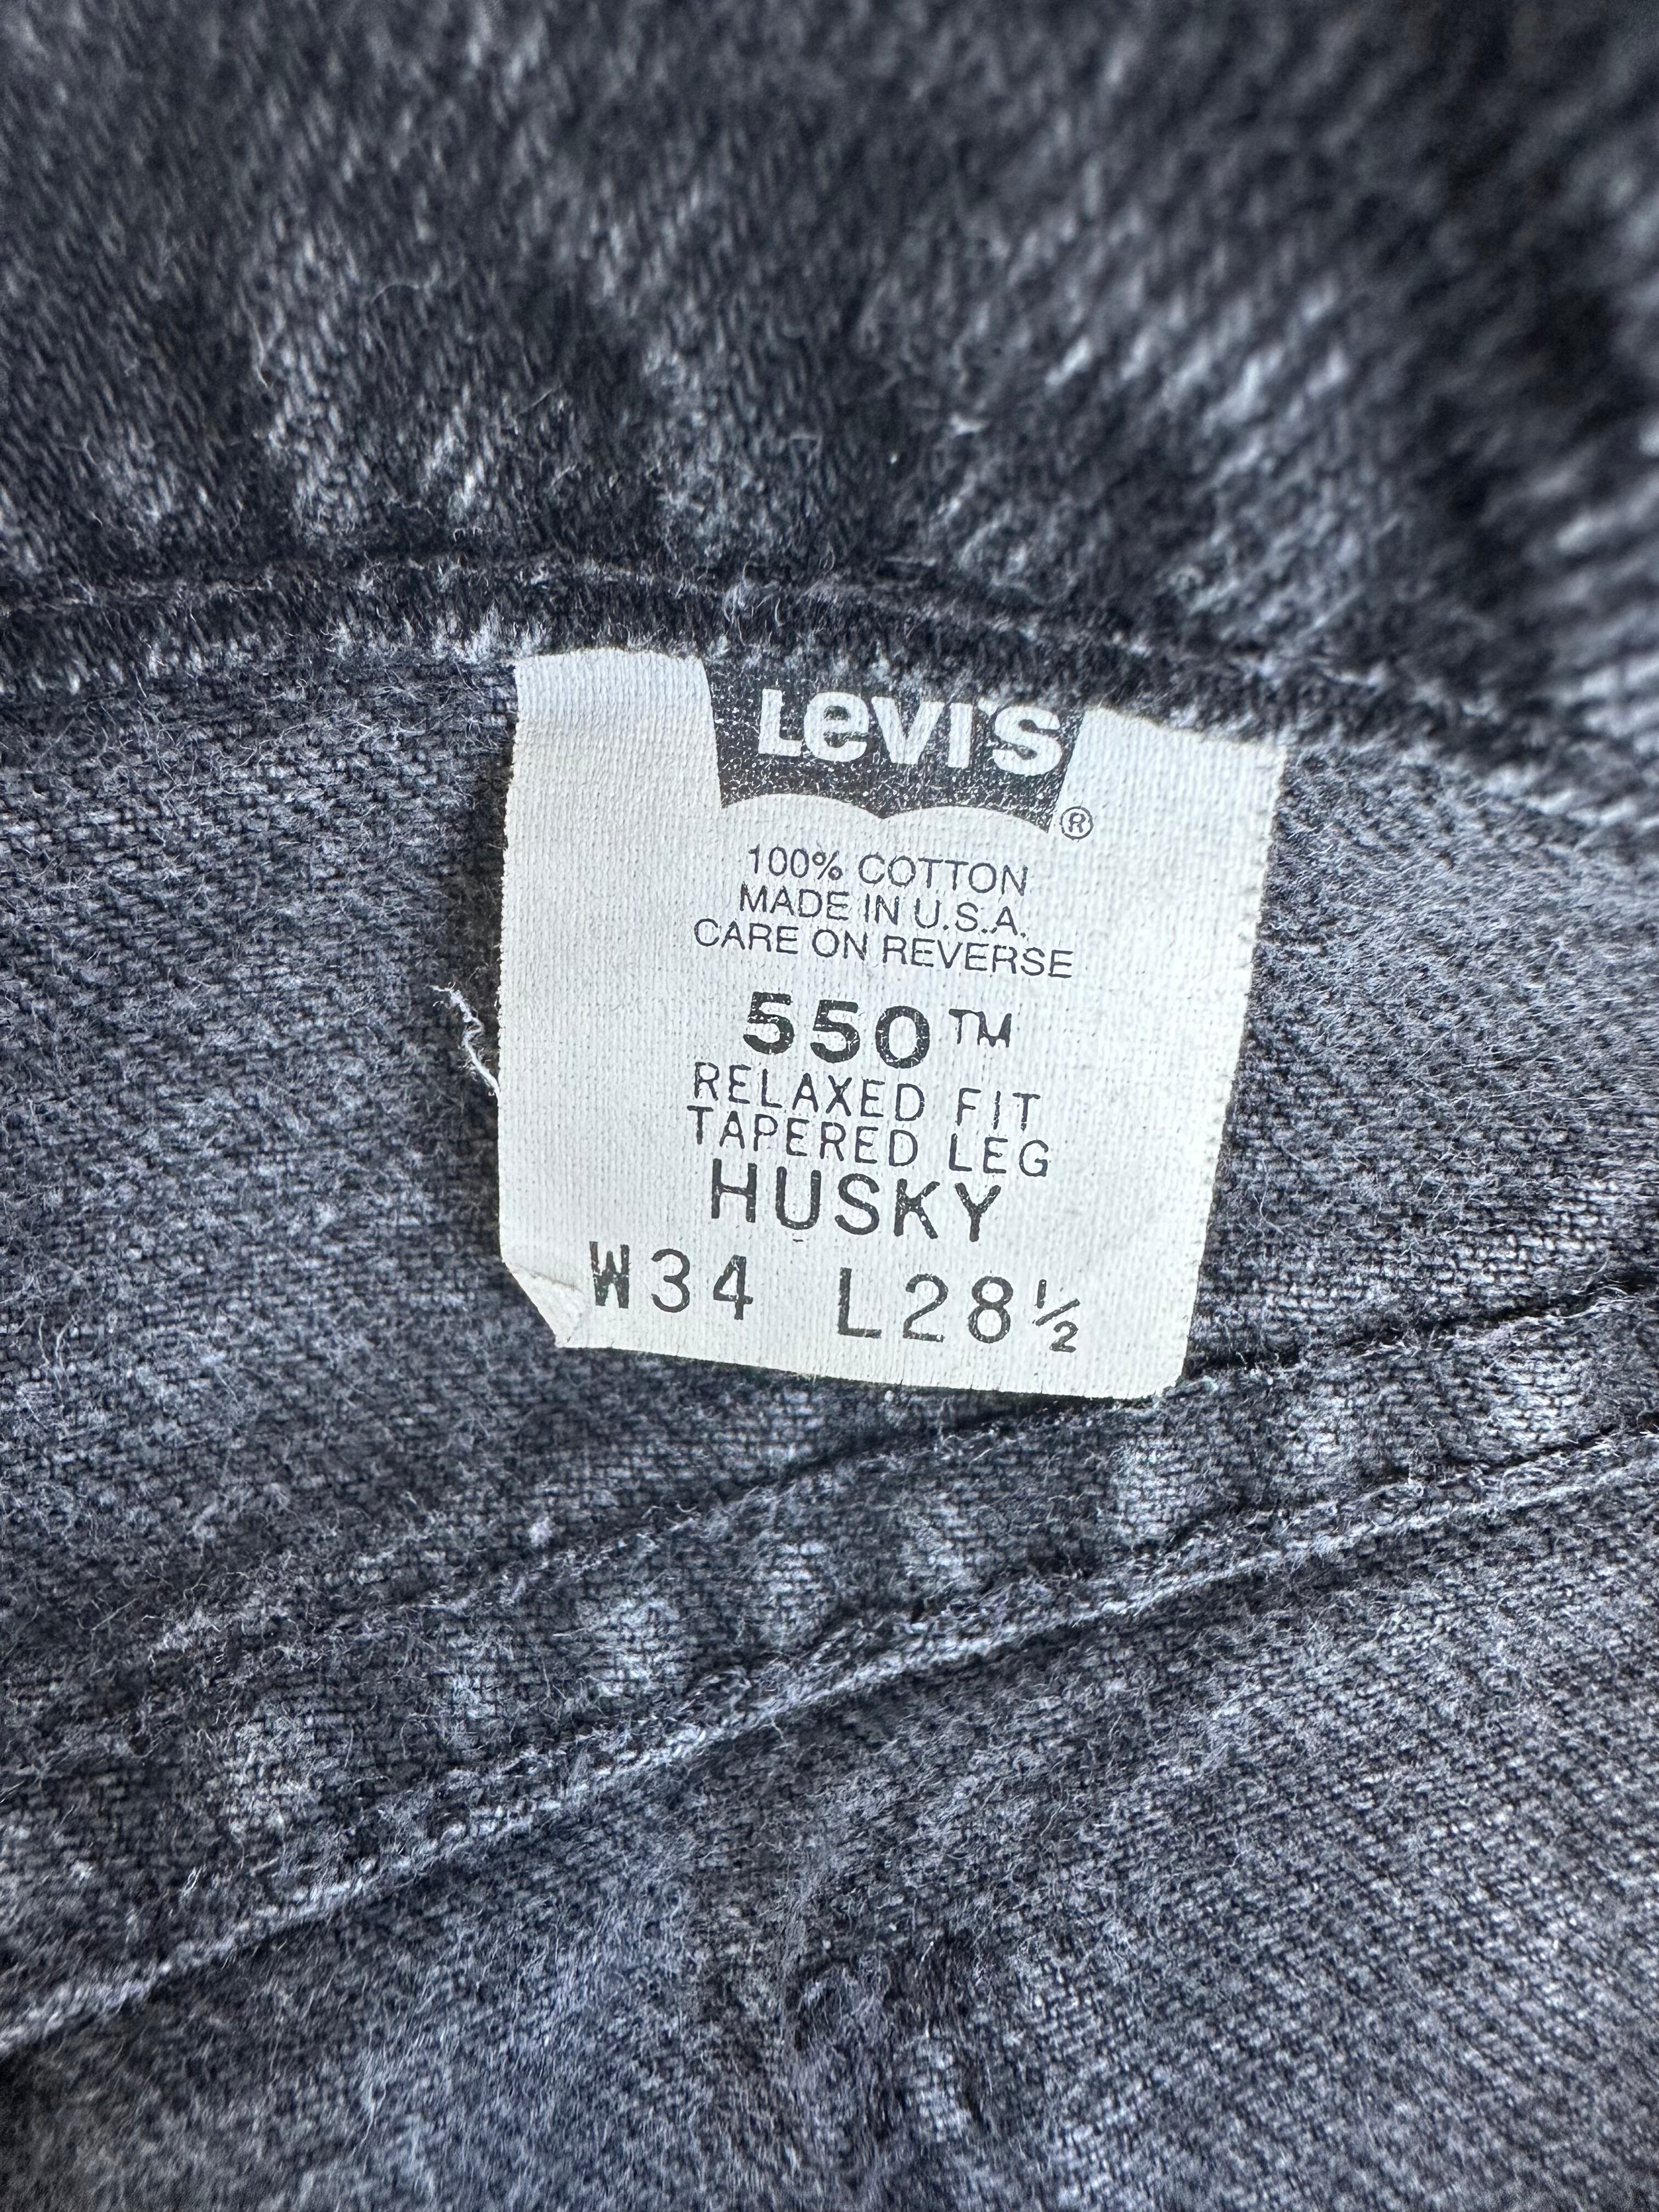 Levi's ®
100% COTTON
MADE IN U.S.A.
CARE ON REVERSE
550™
RELAXED FIT
TAPERED LEG
HUSKY
W34 L28½